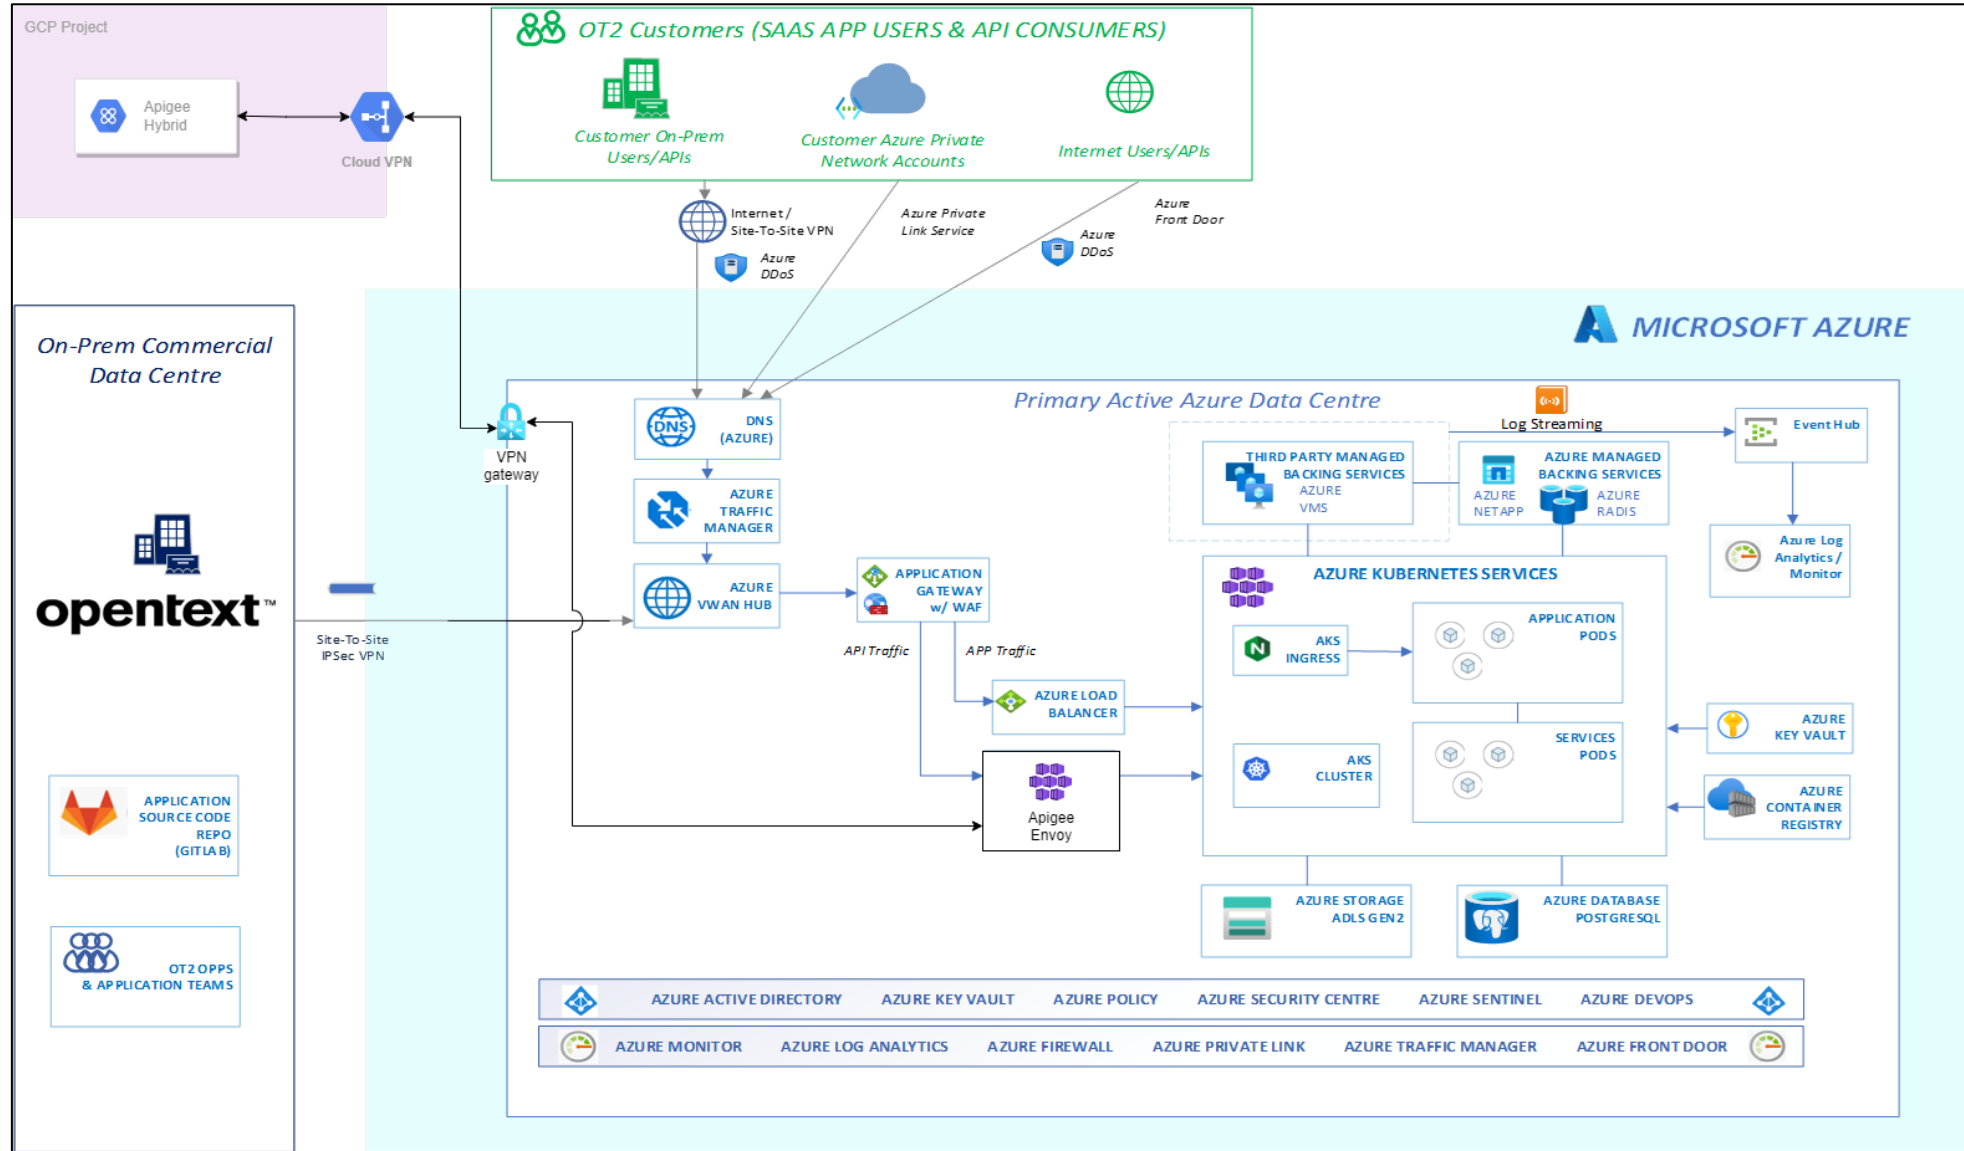 GCP Project
Apigee
Hybrid
Cloud VPN
OT2 Customers (SAAS APP USERS & API CONSUMERS)
Customer On-Prem
Users/APIs
Customer Azure Private
Network Accounts
Internet Users/APIs
Internet /
Site-To-Site VPN
Azure
DDoS
Azure Private
Link Service
Azure
DDoS
Azure
Front Door
MICROSOFT AZURE
On-Prem Commercial
Data Centre
opentext™
Site-To-Site
IPSec VPN
APPLICATION
SOURCE CODE
REPO
(GITLAB)
OT2 OPPS
& APPLICATION TEAMS
Primary Active Azure Data Centre
VPN
gateway
DNS
DNS
(AZURE)
AZURE
TRAFFIC
MANAGER
AZURE
VWAN HUB
APPLICATION
GATEWAY
w/ WAF
API Traffic
APP Traffic
AZURE LOAD
BALANCER
Apigee
Envoy
Log Streaming
THIRD PARTY MANAGED
BACKING SERVICES
AZURE
VMS
AZURE MANAGED
BACKING SERVICES
AZURE
NETAPP
AZURE
RADIS
Event Hub
Azure Log
Analytics /
Monitor
AZURE KUBERNETES SERVICES
N
AKS
INGRESS
APPLICATION
PODS
AKS
CLUSTER
SERVICES
PODS
AZURE
KEY VAULT
AZURE
CONTAINER
REGISTRY
AZURE STORAGE
ADLS GEN2
AZURE DATABASE
POSTGRESQL
AZURE ACTIVE DIRECTORY AZURE KEY VAULT AZURE POLICY AZURE SECURITY CENTRE AZURE SENTINEL AZURE DEVOPS
AZURE MONITOR AZURE LOG ANALYTICS AZURE FIREWALL AZURE PRIVATE LINK AZURE TRAFFIC MANAGER AZURE FRONT DOOR